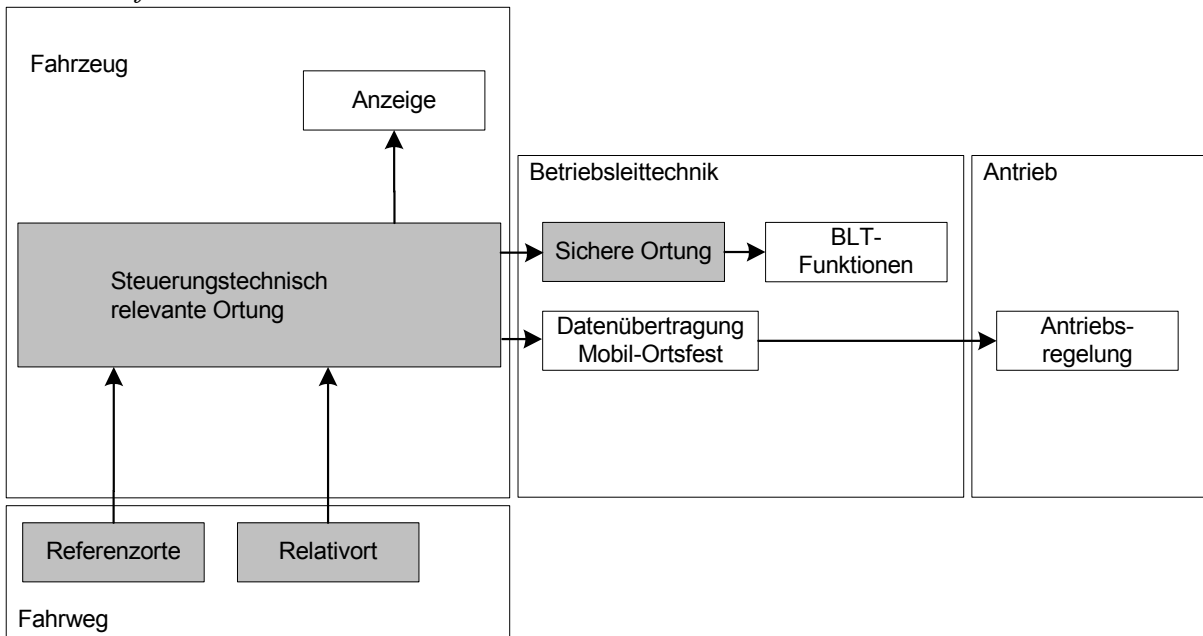 Fahrzeug
Anzeige
Betriebsleittechnik
Antrieb
Steuerungstechnisch
relevante Ortung
Sichere Ortung
BLT-
Funktionen
Datenübertragung
Mobil-Ortsfest
Antriebs-
regelung
Referenzorte
Relativort
Fahrweg